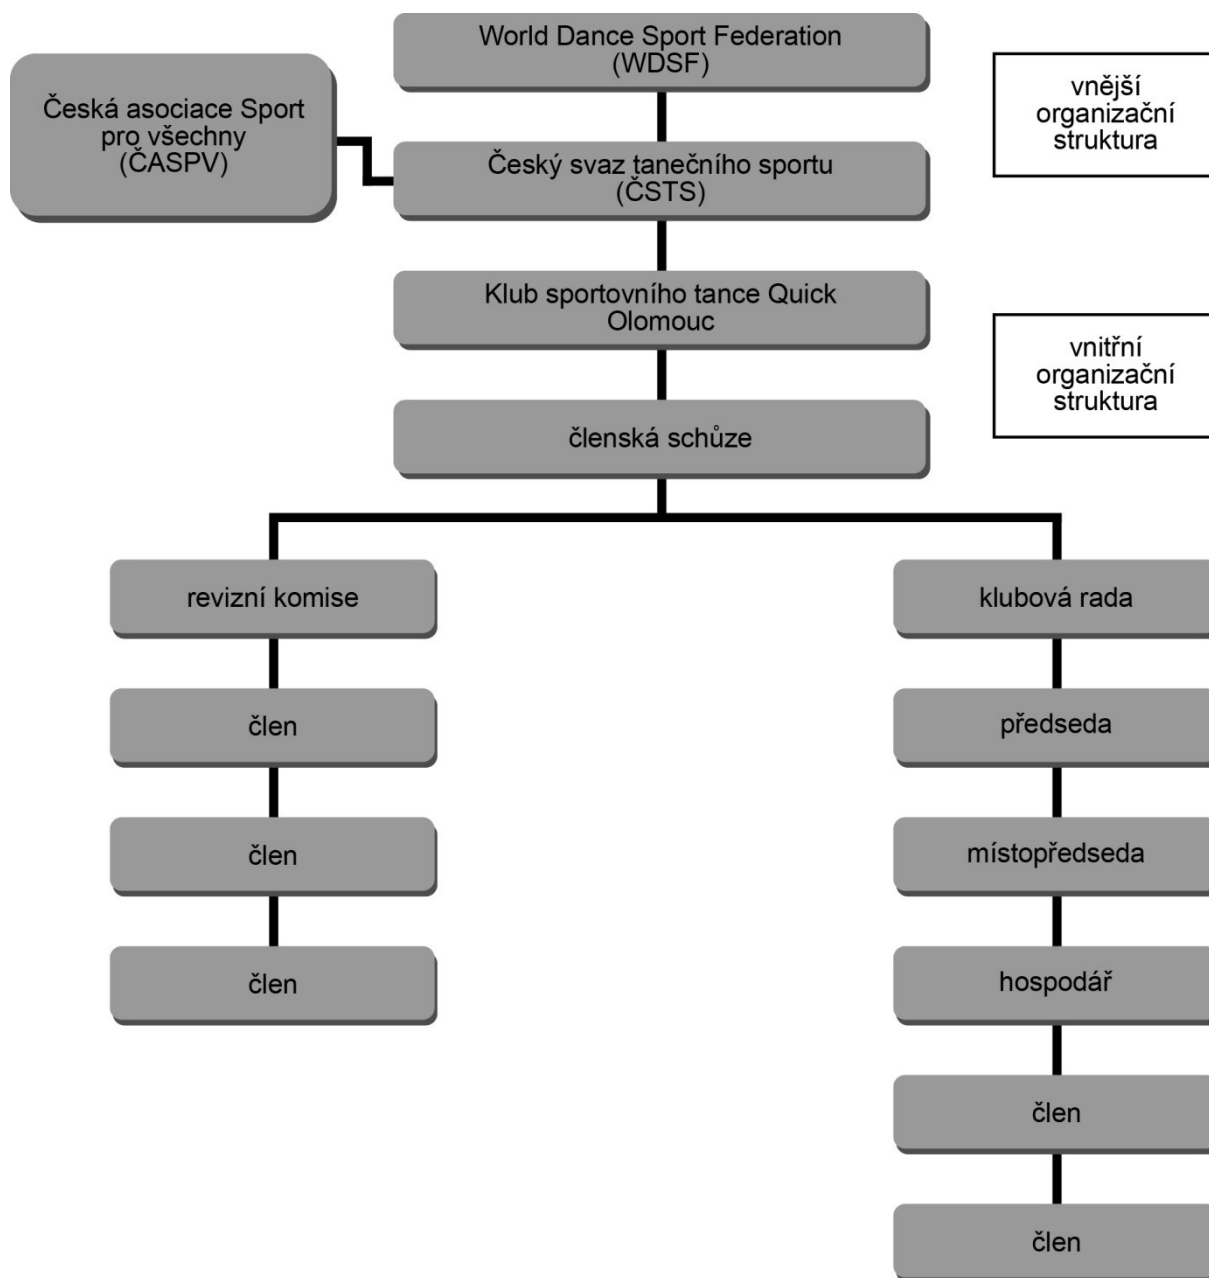 World Dance Sport Federation
(WDSF)
Česká asociace Sport
pro všechny
(ČASPV)
vnější
organizační
struktura
Český svaz tanečního sportu
(ČSTS)
Klub sportovního tance Quick
Olomouc
vnitřní
organizační
struktura
členská schůze
revizní komise
klubová rada
člen
předseda
člen
místopředseda
člen
hospodář
člen
člen